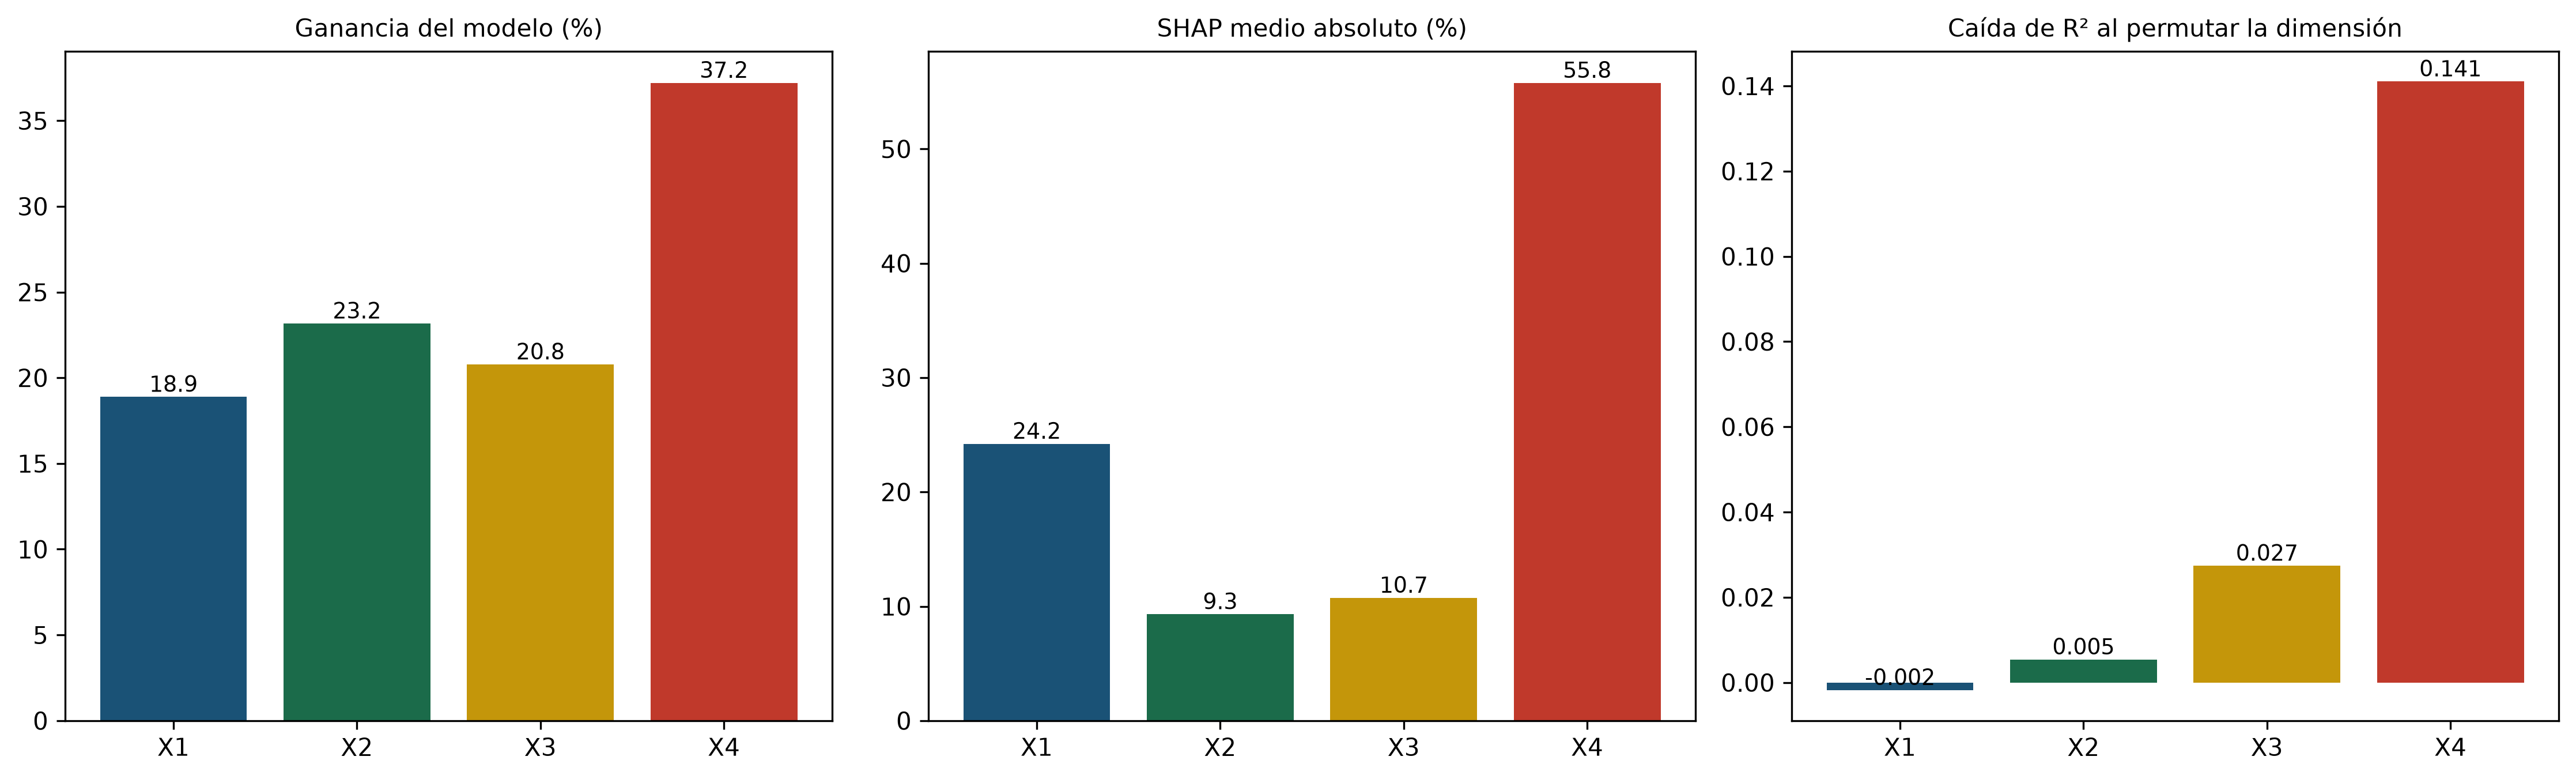 Ganancia del modelo (%)
35
30
25
20
15
10
5
0
18.9
23.2
20.8
37.2
X1
X2
X3
X4
SHAP medio absoluto (%)
50
40
30
20
10
0
24.2
9.3
10.7
55.8
X1
X2
X3
X4
Caída de R² al permutar la dimensión
0.14
0.12
0.10
0.08
0.06
0.04
0.02
0.00
-0.002
0.005
0.027
0.141
X1
X2
X3
X4